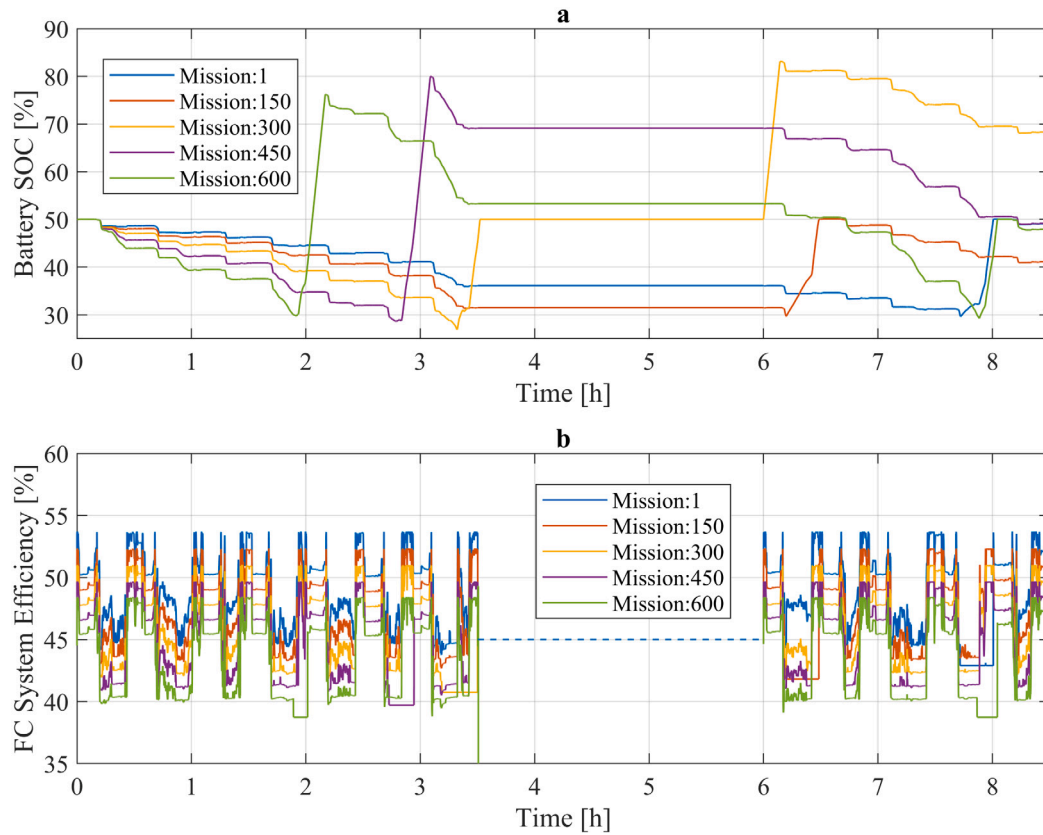 a
90
80
70
60
50
40
30
Battery SOC [%]
Mission:1
Mission:150
Mission:300
Mission:450
Mission:600
0 1 2 3 4 5 6 7 8
Time [h]
b
60
55
50
45
40
35
FC System Efficiency [%]
Mission:1
Mission:150
Mission:300
Mission:450
Mission:600
0 1 2 3 4 5 6 7 8
Time [h]